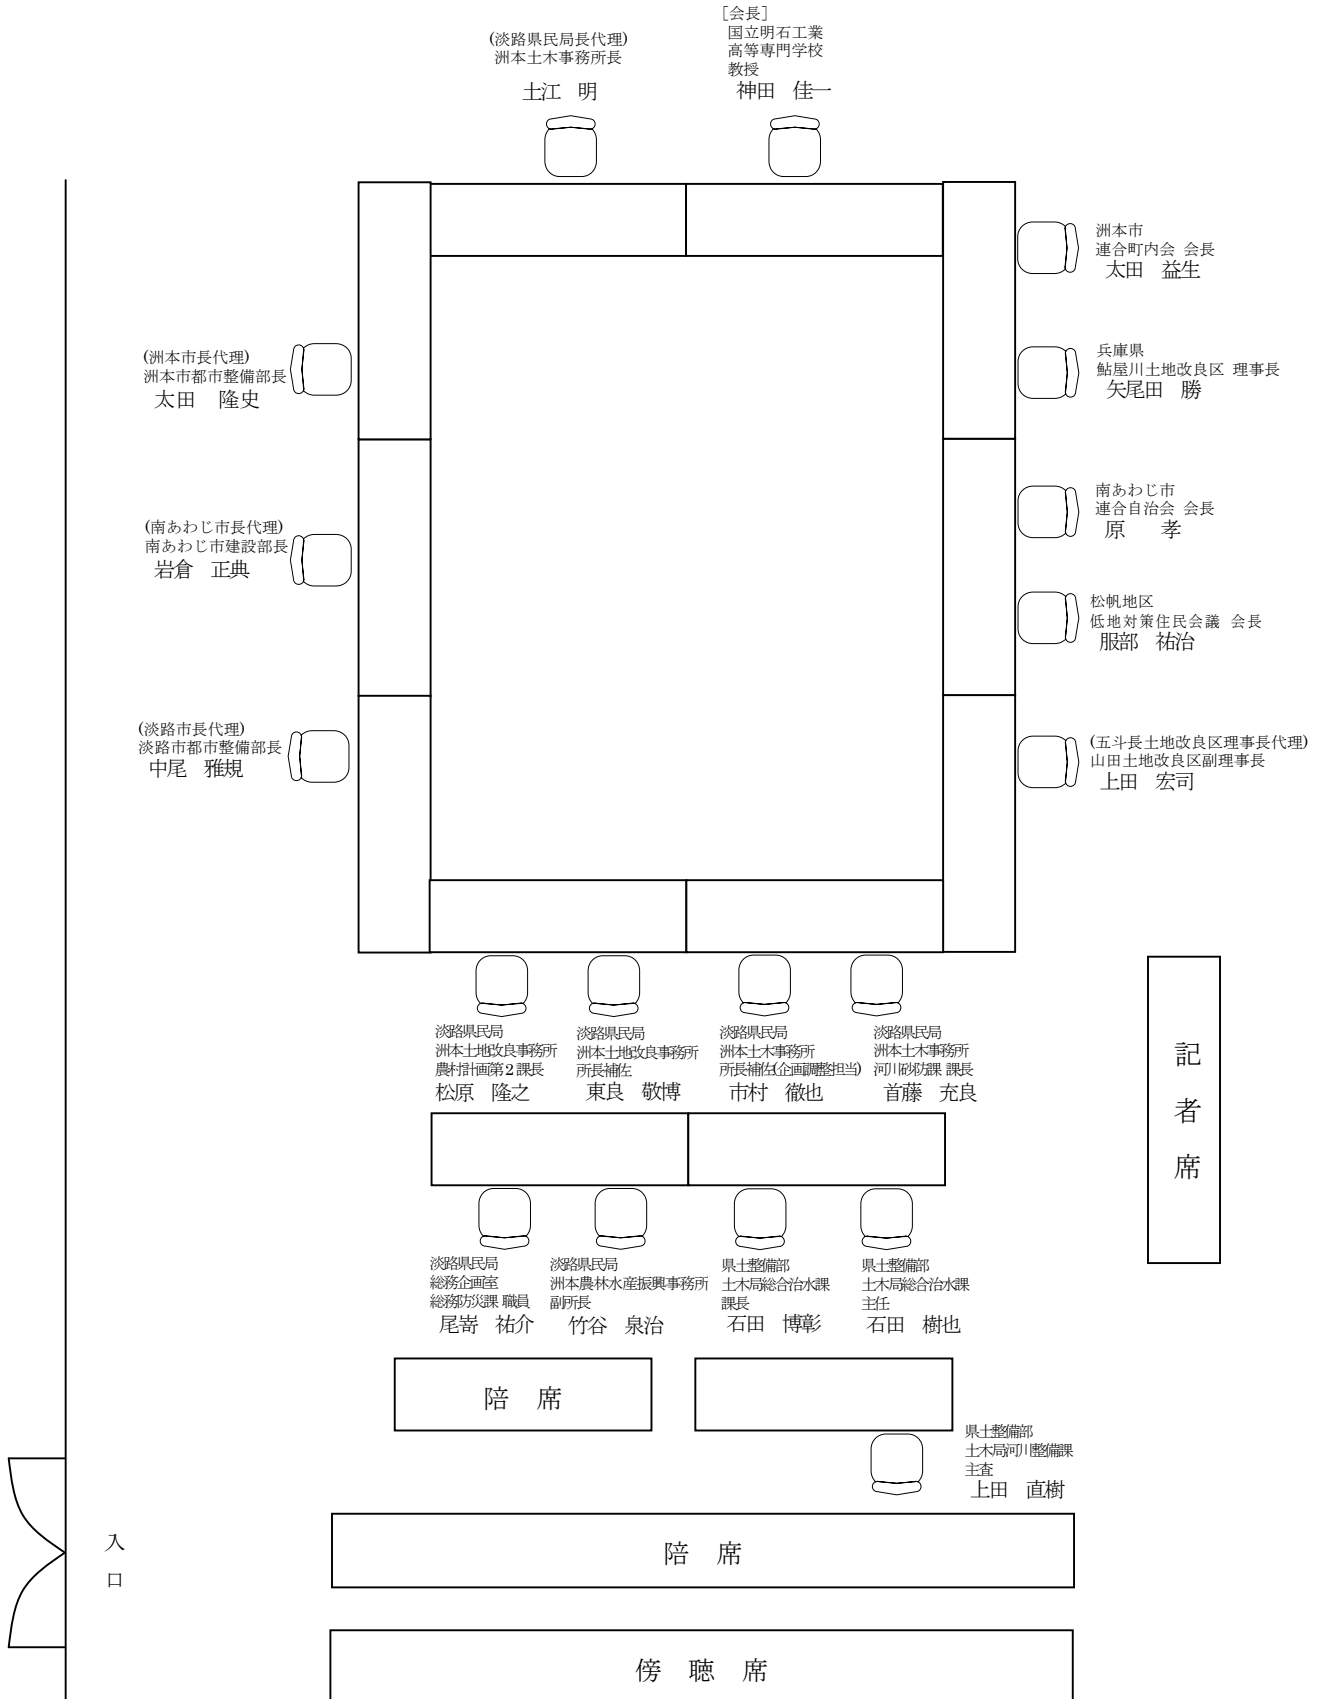 (淡路県民局長代理)
洲本土木事務所長
土江　明
［会長］
国立明石工業
高等専門学校
教授
神田　佳一
洲本市
連合町内会 会長
太田　益生
兵庫県
鮎屋川土地改良区 理事長
矢尾田　勝
南あわじ市
連合自治会 会長
原　　孝
松帆地区
低地対策住民会議 会長
服部　祐治
(五斗長土地改良区理事長代理)
山田土地改良区副理事長
上田　宏司
(洲本市長代理)
洲本市都市整備部長
太田　隆史
(南あわじ市長代理)
南あわじ市建設部長
岩倉　正典
(淡路市長代理)
淡路市都市整備部長
中尾　雅規
淡路県民局
洲本土地改良事務所
農村計画第２課長
松原　隆之
淡路県民局
洲本土地改良事務所
所長補佐
東良　敬博
淡路県民局
洲本土木事務所
所長補佐(企画調整担当)
市村　徹也
淡路県民局
洲本土木事務所
河川砂防課 課長
首藤　充良
記者席
淡路県民局
総務企画室
総務防災課 職員
尾嵜　祐介
淡路県民局
洲本農林水産振興事務所
副所長
竹谷　泉治
県土整備部
土木局総合治水課
課長
石田　博彰
県土整備部
土木局総合治水課
主任
石田　樹也
陪　席
県土整備部
土木局河川整備課
主査
上田　直樹
入口
陪　席
傍　聴　席